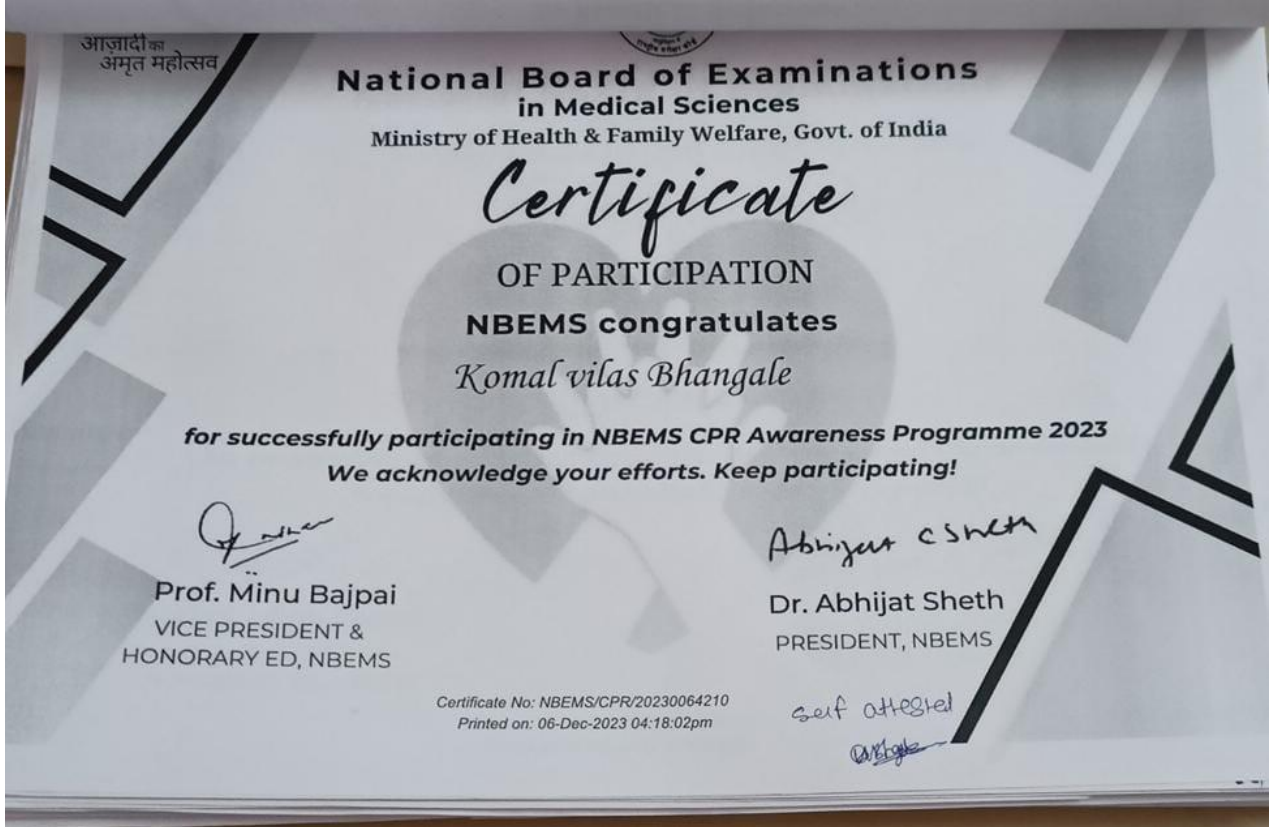 आज़ादी का
अमृत महोत्सव
National Board of Examinations
in Medical Sciences
Ministry of Health & Family Welfare, Govt. of India
Certificate
OF PARTICIPATION
NBEMS congratulates
Komal vilas Bhangale
for successfully participating in NBEMS CPR Awareness Programme 2023
We acknowledge your efforts. Keep participating!
Abhijat C Sheth
Prof. Minu Bajpai
VICE PRESIDENT &
HONORARY ED, NBEMS
Dr. Abhijat Sheth
PRESIDENT, NBEMS
Certificate No: NBEMS/CPR/20230064210
Printed on: 06-Dec-2023 04:18:02pm
self attested